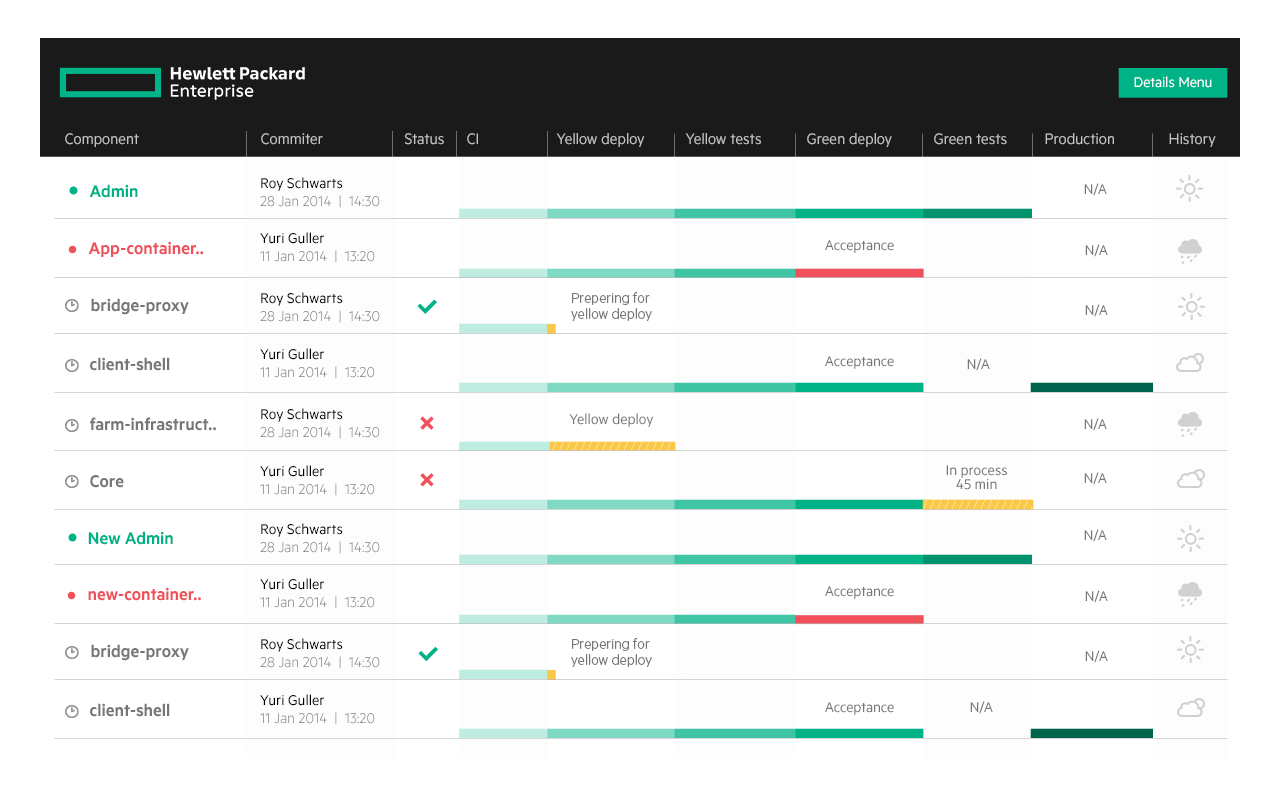 Hewlett Packard
Enterprise
Details Menu
Component Commiter Status CI Yellow deploy Yellow tests Green deploy Green tests Production History
Admin Roy Schwarts N/A
28 Jan 2014 | 14:30
App-container.. Yuri Guller Acceptance N/A
11 Jan 2014 | 13:20
bridge-proxy Roy Schwarts Prepering for N/A
28 Jan 2014 | 14:30 yellow deploy
client-shell Yuri Guller Acceptance N/A
11 Jan 2014 | 13:20
farm-infrastruct.. Roy Schwarts Yellow deploy N/A
28 Jan 2014 | 14:30
Core Yuri Guller In process N/A
11 Jan 2014 | 13:20 45 min
New Admin Roy Schwarts N/A
28 Jan 2014 | 14:30
new-container.. Yuri Guller Acceptance N/A
11 Jan 2014 | 13:20
bridge-proxy Roy Schwarts Prepering for N/A
28 Jan 2014 | 14:30 yellow deploy
client-shell Yuri Guller Acceptance N/A
11 Jan 2014 | 13:20